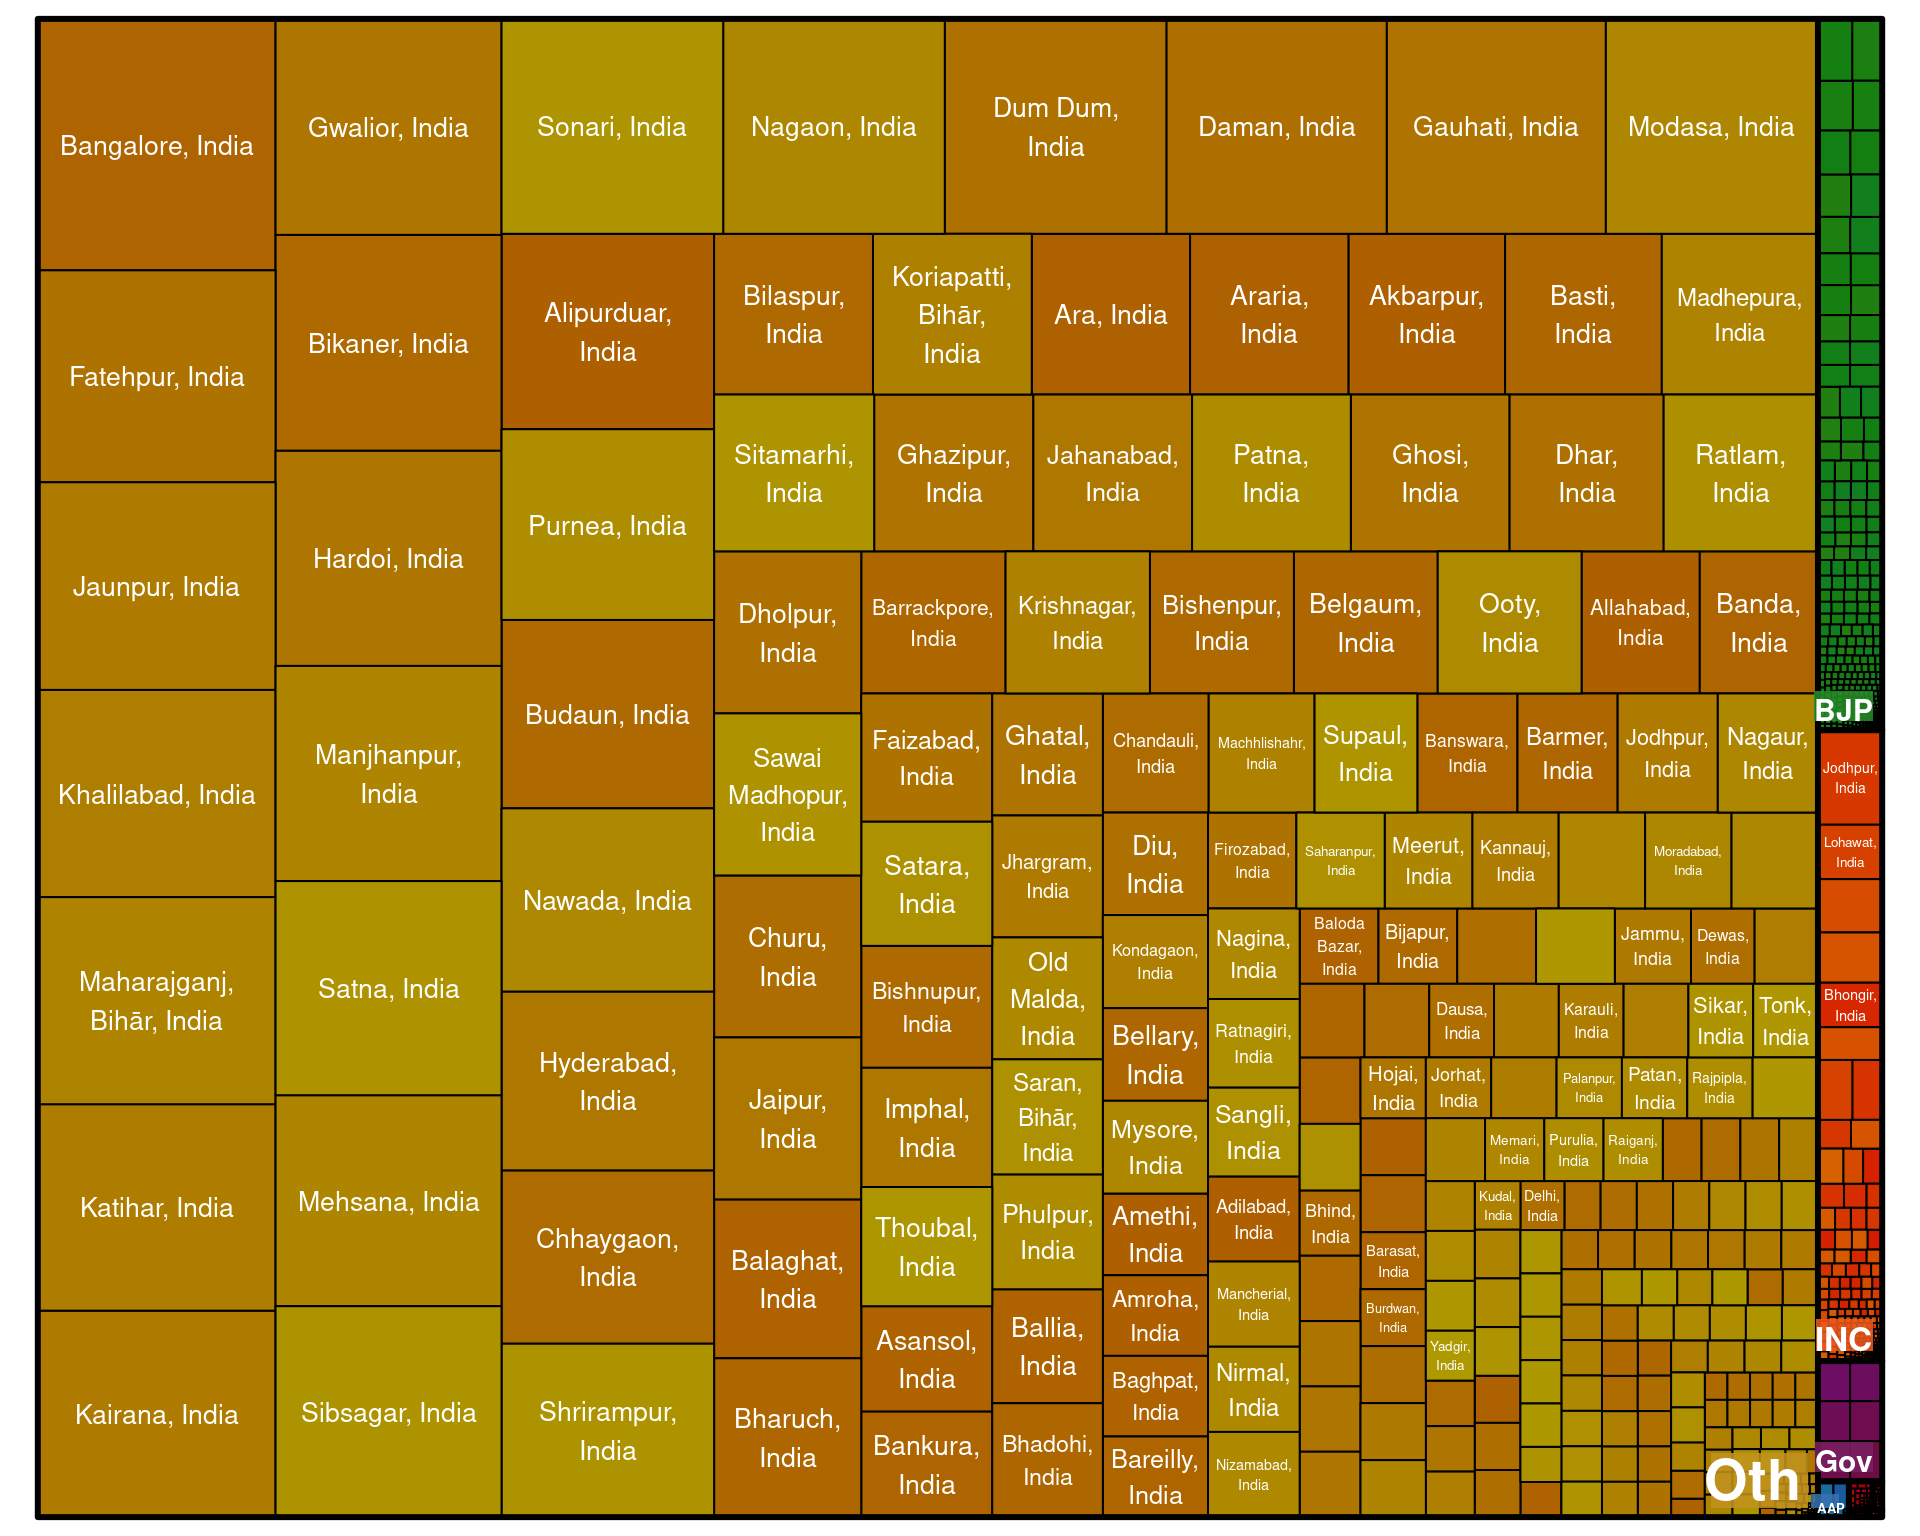 Bangalore, India
Fatehpur, India
Jaunpur, India
Khalilabad, India
Maharajganj,
Bihār, India
Katihar, India
Kairana, India
Gwalior, India
Bikaner, India
Hardoi, India
Manjhanpur,
India
Satna, India
Mehsana, India
Sibsagar, India
Sonari, India
Nagaon, India
Dum Dum,
India
Daman, India
Gauhati, India
Modasa, India
Alipurduar,
India
Purnea, India
Budaun, India
Nawada, India
Hyderabad,
India
Chhaygaon,
India
Shrirampur,
India
Bilaspur,
India
Koriapatti,
Bihār,
India
Ara, India
Araria,
India
Akbarpur,
India
Basti,
India
Madhepura,
India
Sitamarhi,
India
Ghazipur,
India
Jahanabad,
India
Patna,
India
Ghosi,
India
Dhar,
India
Ratlam,
India
Dholpur,
India
Sawai
Madhopur,
India
Churu,
India
Jaipur,
India
Balaghat,
India
Bharuch,
India
Barrackpore,
India
Krishnagar,
India
Bishenpur,
India
Belgaum,
India
Ooty,
India
Allahabad,
India
Banda,
India
Faizabad,
India
Satara,
India
Bishnupur,
India
Imphal,
India
Thoubal,
India
Asansol,
India
Bankura,
India
Ghatal,
India
Jhargram,
India
Old
Malda,
India
Saran,
Bihār,
India
Phulpur,
India
Ballia,
India
Bhadohi,
India
Chandauli,
India
Machhlishahr,
India
Supaul,
India
Banswara,
India
Barmer,
India
Jodhpur,
India
Nagaur,
India
Diu,
India
Kondagaon,
India
Bellary,
India
Mysore,
India
Amethi,
India
Amroha,
India
Baghpat,
India
Bareilly,
India
Firozabad,
India
Saharanpur,
India
Meerut,
India
Kannauj,
India
Moradabad,
India
Nagina,
India
Ratnagiri,
India
Sangli,
India
Adilabad,
India
Mancherial,
India
Nirmal,
India
Nizamabad,
India
Baloda
Bazar,
India
Bijapur,
India
Jammu,
India
Dewas,
India
Dausa,
India
Karauli,
India
Sikar,
India
Tonk,
India
Bhind,
India
Hojai,
India
Jorhat,
India
Palanpur,
India
Patan,
India
Rajpipla,
India
Barasat,
India
Burdwan,
India
Memari,
India
Purulia,
India
Raiganj,
India
Yadgir,
India
Kudal,
India
Delhi,
India
Oth
BJP
Jodhpur,
India
Lohawat,
India
Bhongir,
India
INC
Gov
AAP